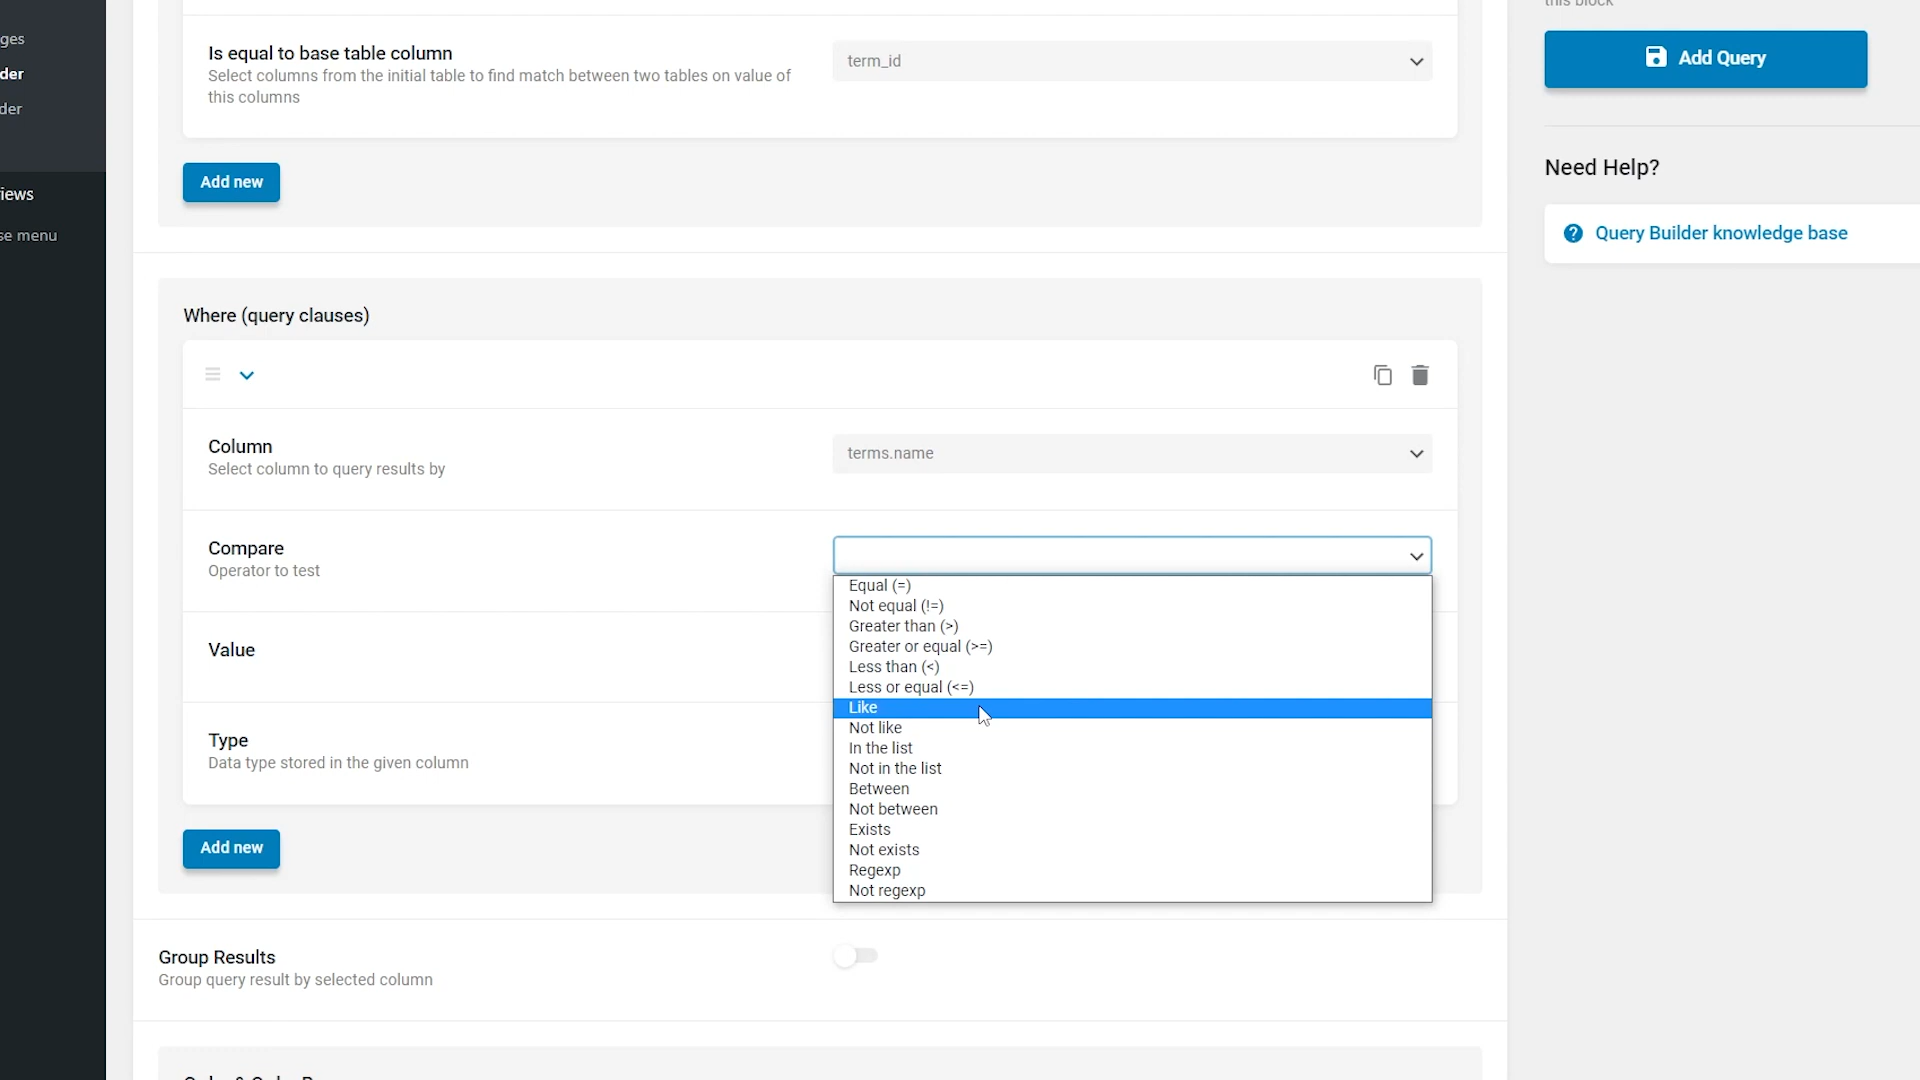 ges
der
der
iews
se menu
Is equal to base table column
Select columns from the initial table to find match between two tables on value of
this columns
term_id
Add new
Where (query clauses)
Column
Select column to query results by
terms.name
Compare
Operator to test
Equal (=)
Not equal (!=)
Greater than (>)
Greater or equal (>=)
Less than (<)
Less or equal (<=)
Like
Not like
In the list
Not in the list
Between
Not between
Exists
Not exists
Regexp
Not regexp
Value
Type
Data type stored in the given column
Add new
Group Results
Group query result by selected column
this block
Add Query
Need Help?
Query Builder knowledge base